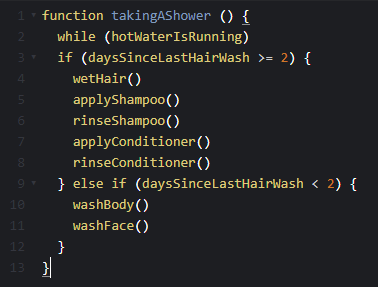 1 function takingAShower () {
2 while (hotWaterIsRunning)
3 if (daysSinceLastHairWash >= 2) {
4 wetHair()
5 applyShampoo()
6 rinseShampoo()
7 applyConditioner()
8 rinseConditioner()
9 } else if (daysSinceLastHairWash < 2) {
10 washBody()
11 washFace()
12 }
13 }